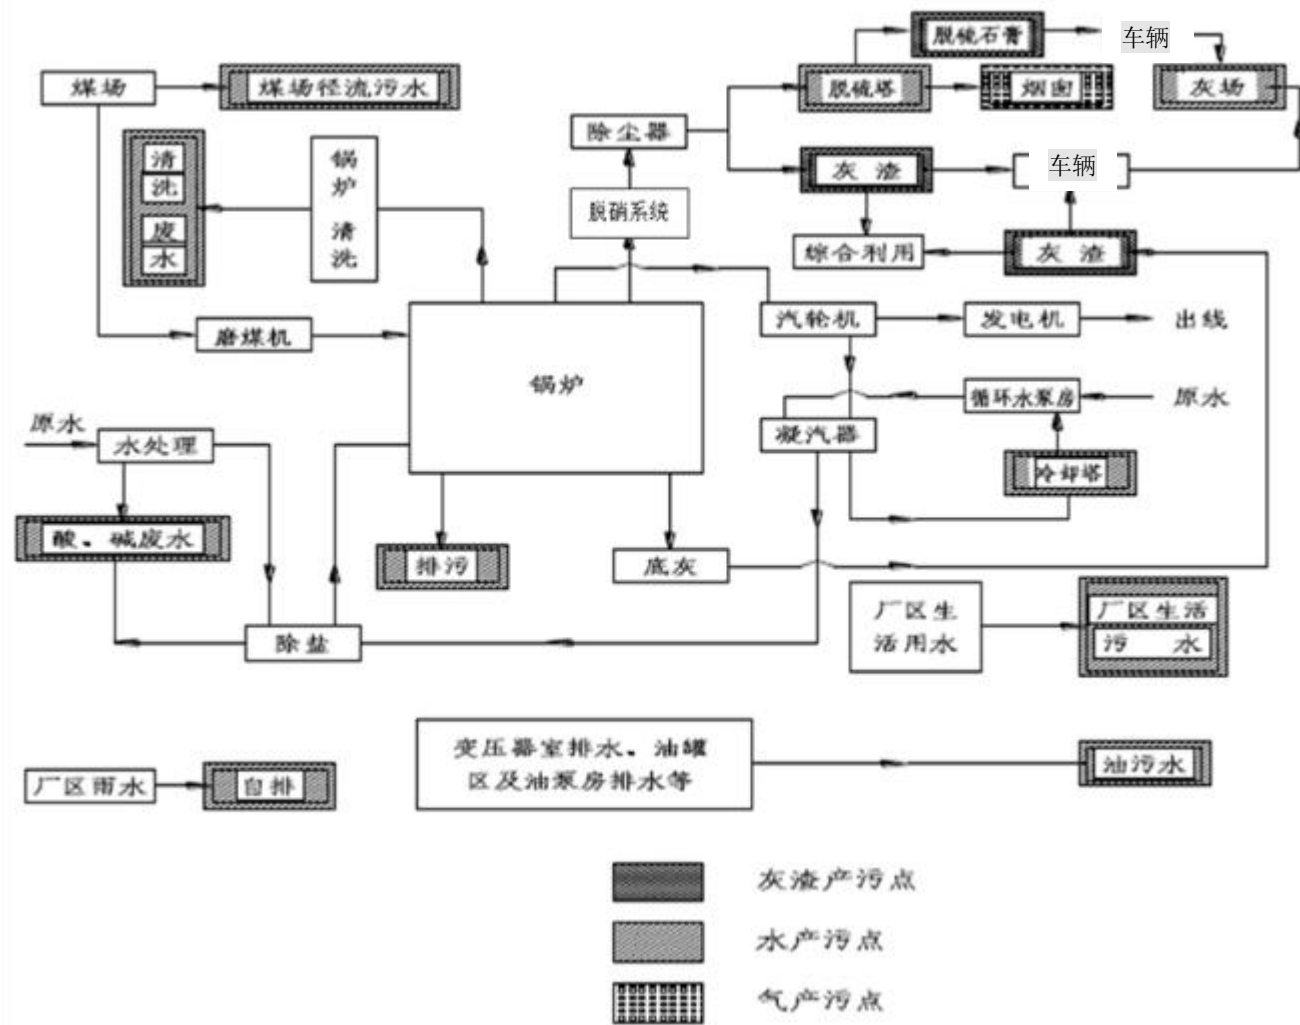 脱硫石膏
车辆
煤场
煤场径流污水
脱硫塔
烟囱
灰场
除尘器
清
洗
废
水
锅
炉
清
洗
灰渣
车辆
脱硝系统
综合利用
灰渣
磨煤机
汽轮机
发电机
出线
锅炉
循环水泵房
原水
原水
水处理
凝汽器
冷却塔
酸、碱废水
排污
底灰
除盐
厂区生
活用水
厂区生活
污水
变压器室排水、油罐
区及油泵房排水等
油污水
厂区雨水
自排
灰渣产污点
水产污点
气产污点